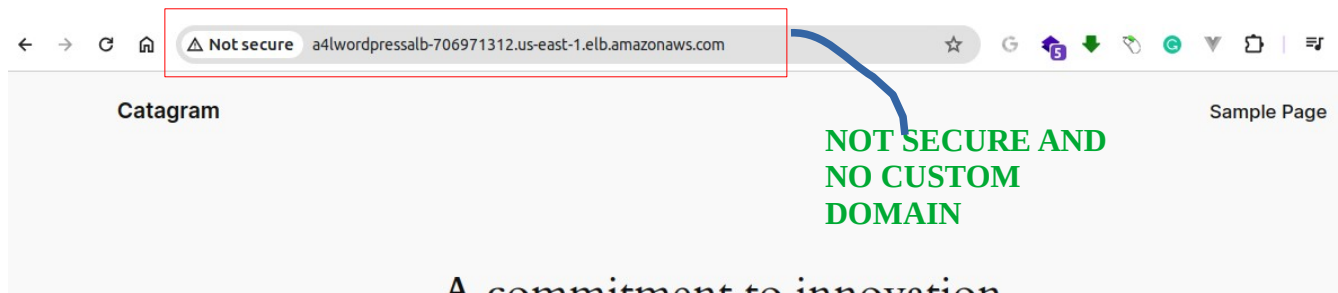 Not secure a4lwordpressalb-706971312.us-east-1.elb.amazonaws.com
G 5 G
Catagram
Sample Page
NOT SECURE AND
NO CUSTOM
DOMAIN
A commitment to innovation